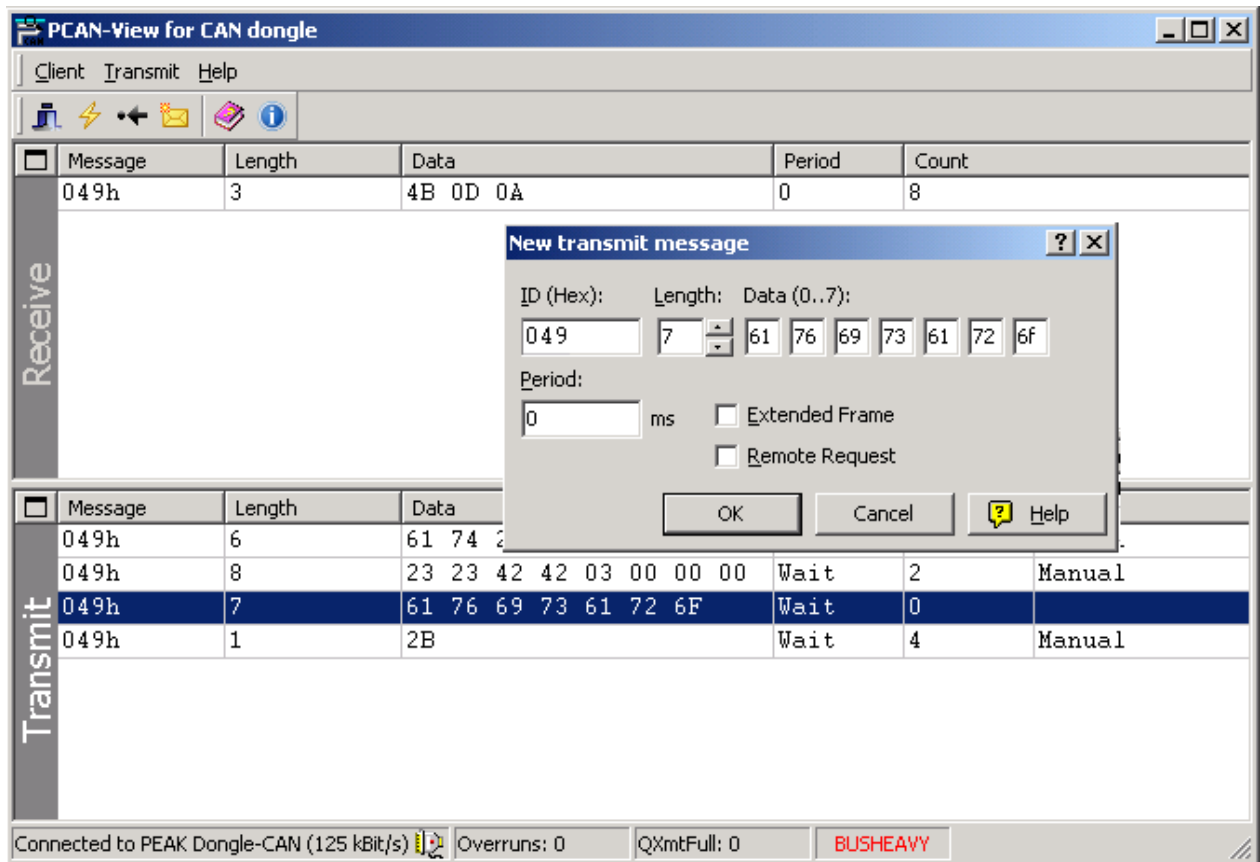 PCAN-View for CAN dongle
Client Transmit Help
Message Length Data Period Count
049h 3 4B 0D 0A 0 8
Receive
New transmit message
ID (Hex): Length: Data (0..7):
049 7 61 76 69 73 61 72 6f
Period:
0 ms Extended Frame
Remote Request
OK Cancel Help
Message Length Data
049h 6 61 74
049h 8 23 23 42 42 03 00 00 00 Wait 2 Manual
049h 7 61 76 69 73 61 72 6F Wait 0
049h 1 2B Wait 4 Manual
Transmit
Connected to PEAK Dongle-CAN (125 kBit/s) Overruns: 0 QXmtFull: 0 BUSHEAVY